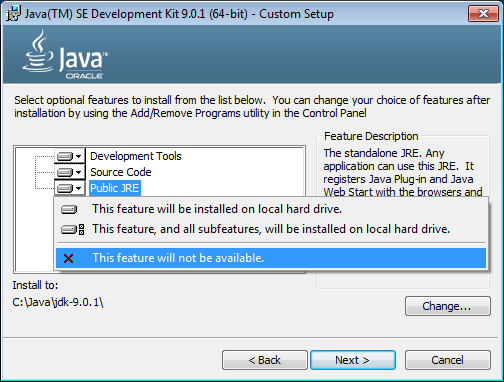 Java(TM) SE Development Kit 9.0.1 (64-bit) - Custom Setup
Java™
ORACLE
Select optional features to install from the list below. You can change your choice of features after
installation by using the Add/Remove Programs utility in the Control Panel
Feature Description
Development Tools
Source Code
Public JRE
The standalone JRE. Any
application can use this JRE. It
registers Java Plug-in and Java
Web Start with the browsers and
This feature will be installed on local hard drive.
This feature, and all subfeatures, will be installed on local hard drive.
This feature will not be available.
Install to:
C:\Java\jdk-9.0.1\
Change...
< Back
Next >
Cancel